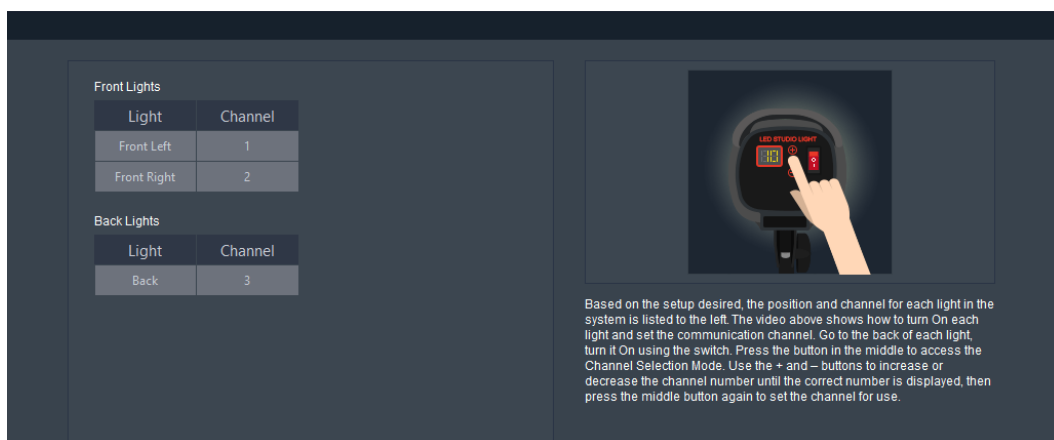 Front Lights
Light Channel
Front Left 1
Front Right 2
Back Lights
Light Channel
Back 3
LED STUDIO LIGHT
10
Based on the setup desired, the position and channel for each light in the
system is listed to the left. The video above shows how to turn On each
light and set the communication channel. Go to the back of each light,
turn it On using the switch. Press the button in the middle to access the
Channel Selection Mode. Use the + and – buttons to increase or
decrease the channel number until the correct number is displayed, then
press the middle button again to set the channel for use.